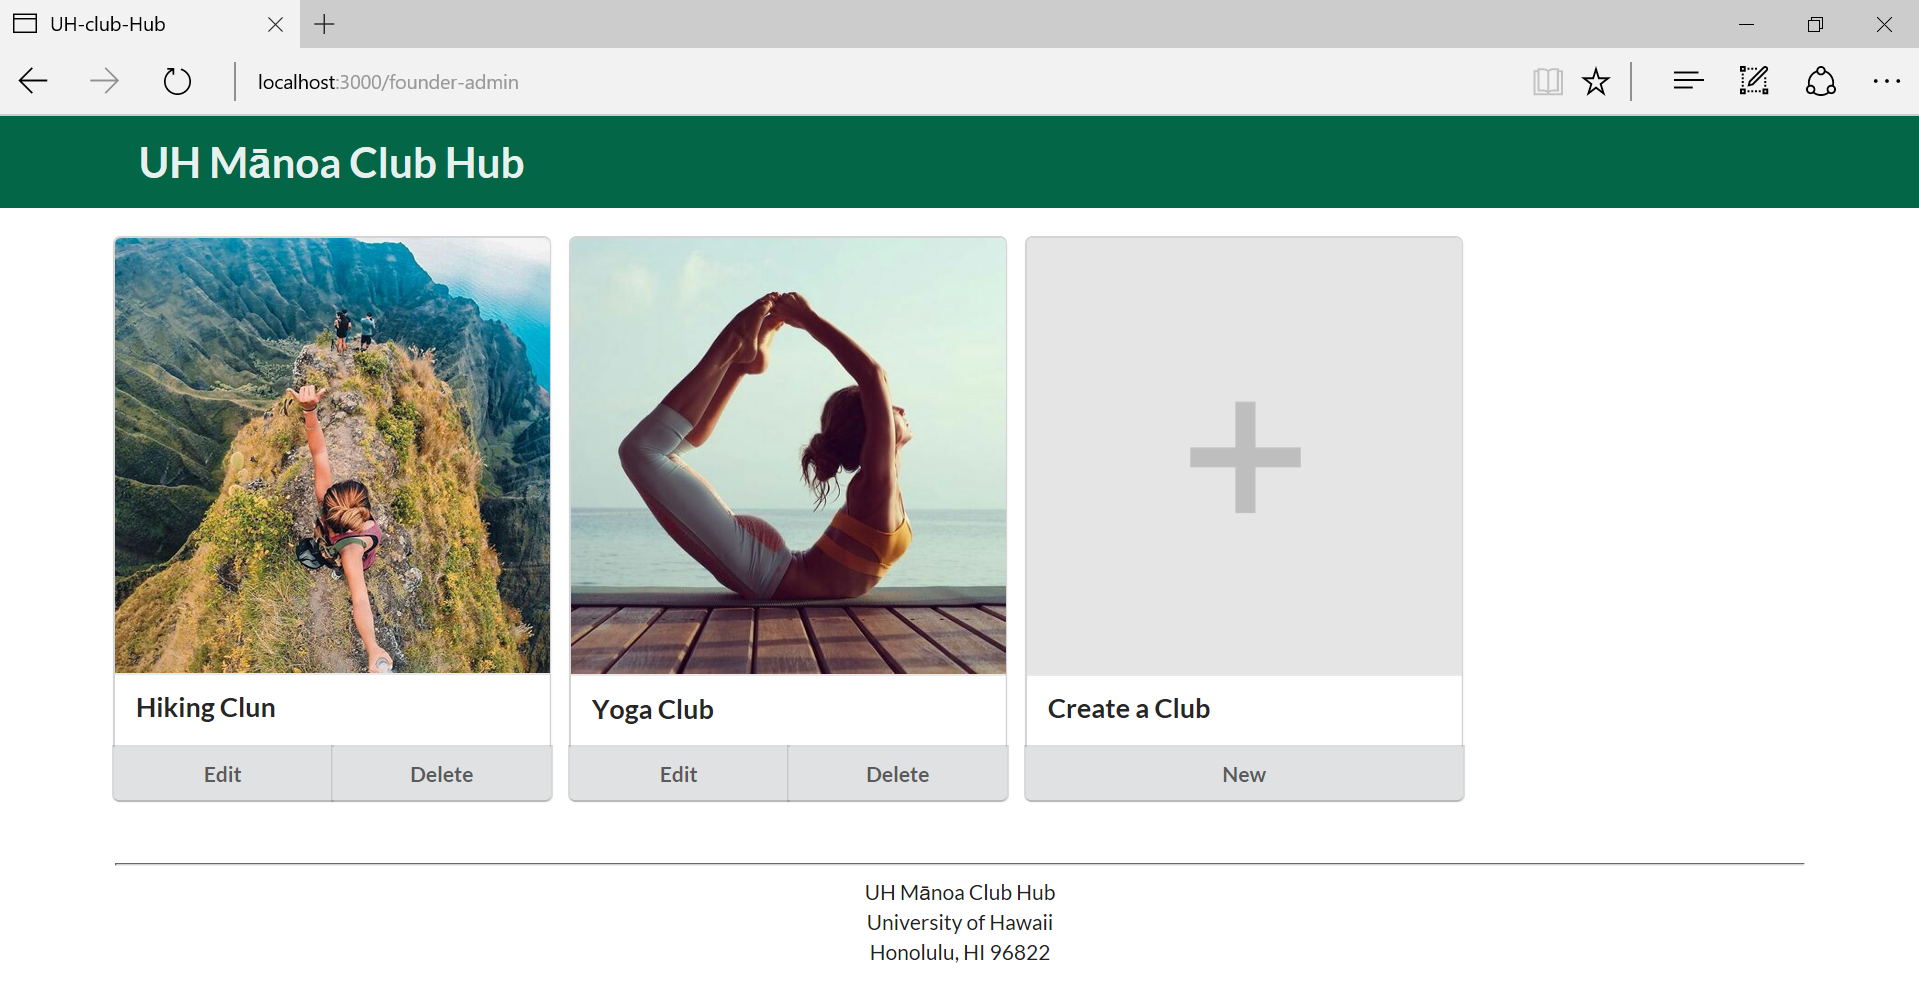 UH-club-Hub
localhost:3000/founder-admin
UH Mānoa Club Hub
Hiking Clun
Yoga Club
Create a Club
Edit
Delete
Edit
Delete
New
UH Mānoa Club Hub
University of Hawaii
Honolulu, HI 96822